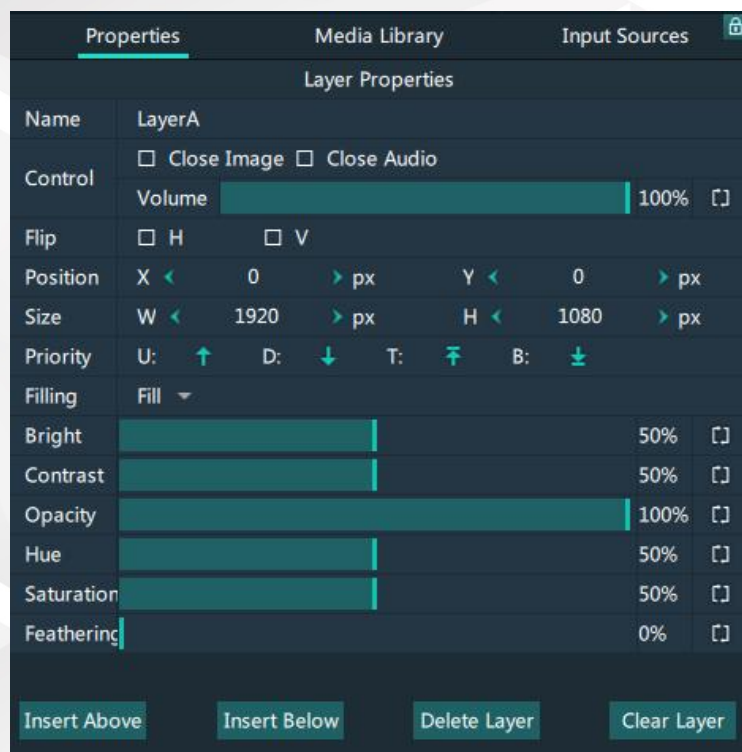 Properties Media Library Input Sources
Layer Properties
Name LayerA
Control
Close Image Close Audio
Volume 100%
Flip H V
Position X 0 px Y 0 px
Size W 1920 px H 1080 px
Priority U: D: T: B:
Filling Fill
Bright 50%
Contrast 50%
Opacity 100%
Hue 50%
Saturation 50%
Feathering 0%
Insert Above Insert Below Delete Layer Clear Layer